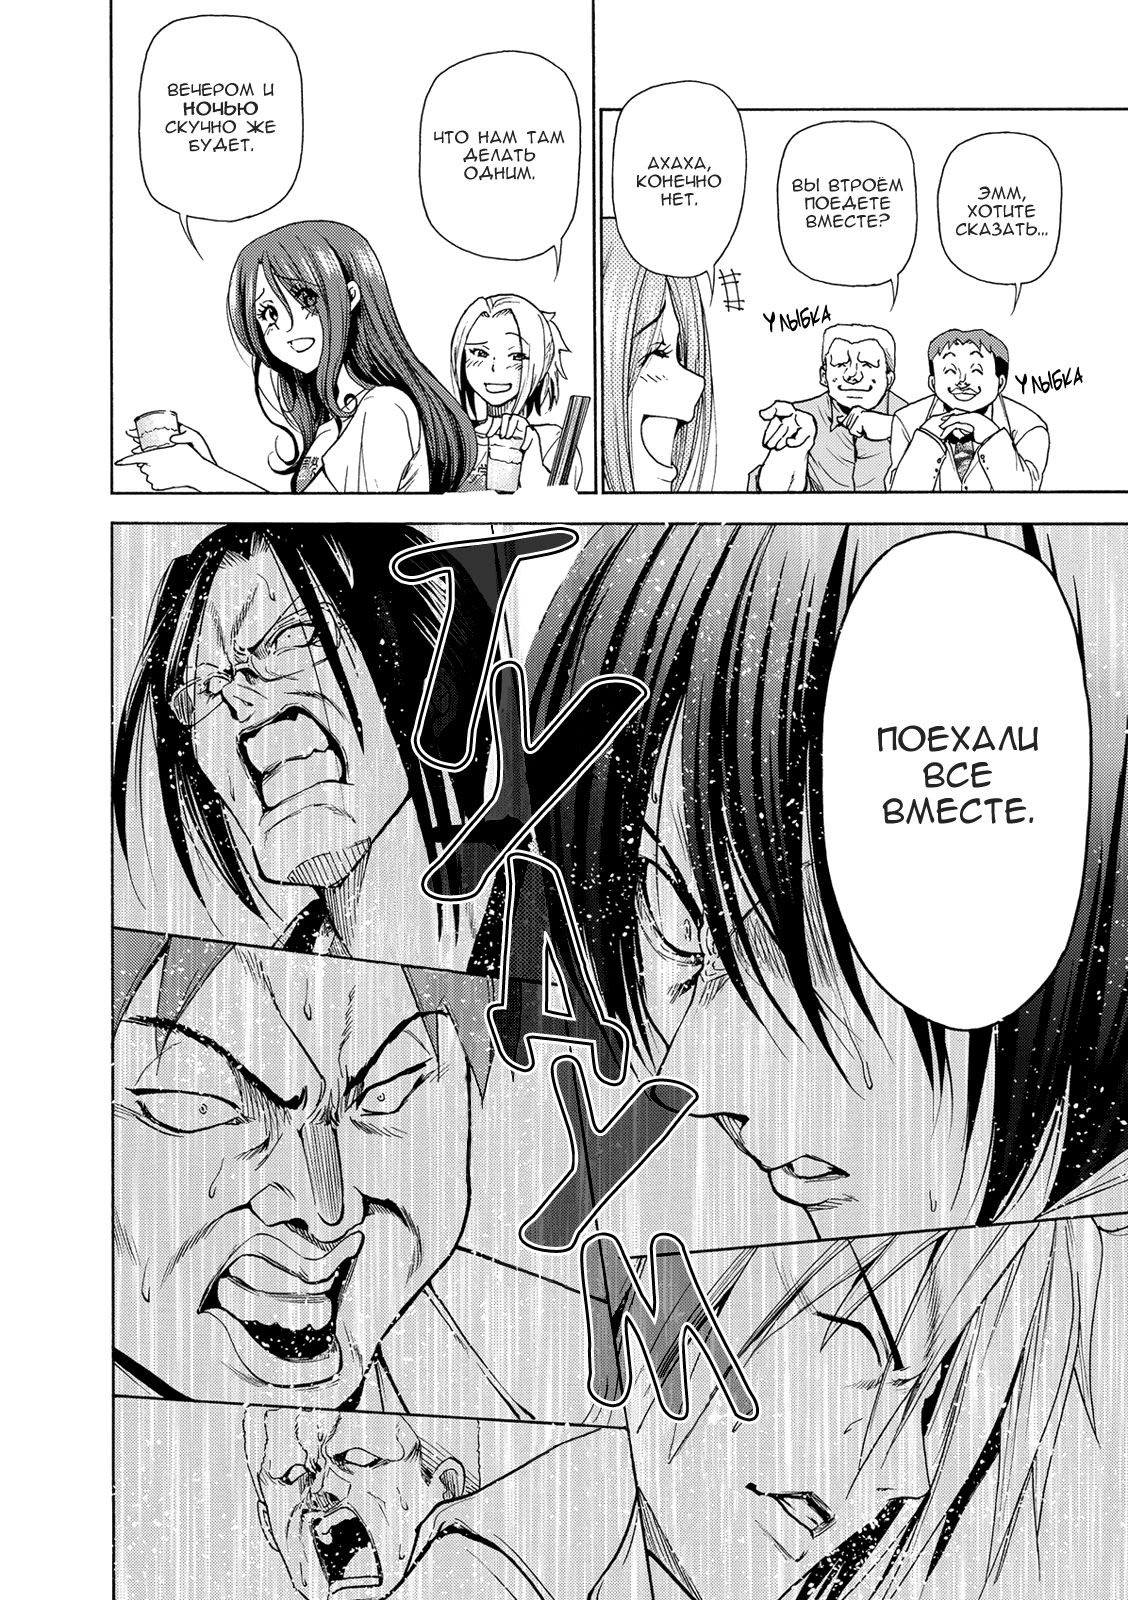 ЭММ,
ХОТИТЕ
СКАЗАТЬ...
ВЫ ВТРОЁМ
ПОЕДЕТЕ
ВМЕСТЕ?
УЛЫБКА
УЛЫБКА
АХАХА,
КОНЕЧНО
НЕТ.
ЧТО НАМ ТАМ
ДЕЛАТЬ
ОДНИМ.
ВЕЧЕРОМ И
НОЧЬЮ
СКУЧНО ЖЕ
БУДЕТ.
ПОЕХАЛИ
ВСЕ
ВМЕСТЕ.
ТУДУМ